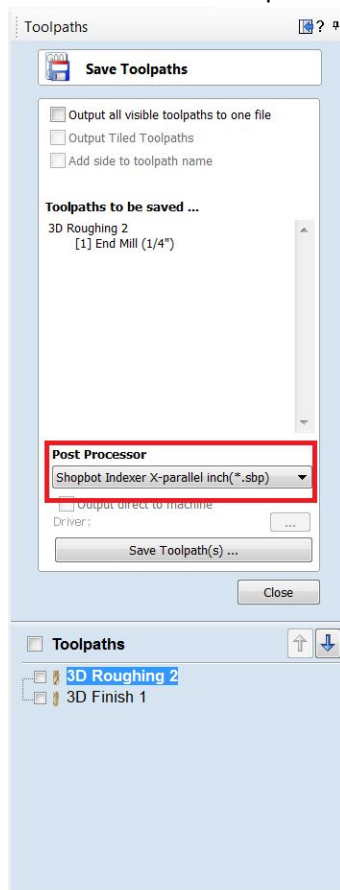 Toolpaths
?
G00
Save Toolpaths
Output all visible toolpaths to one file
Output Tiled Toolpaths
Add side to toolpath name
Toolpaths to be saved ...
3D Roughing 2
[1] End Mill (1/4")
Post Processor
Shopbot Indexer X-parallel inch(*.sbp)
Output direct to machine
Driver:
...
Save Toolpath(s) ...
Close
Toolpaths
3D Roughing 2
3D Finish 1